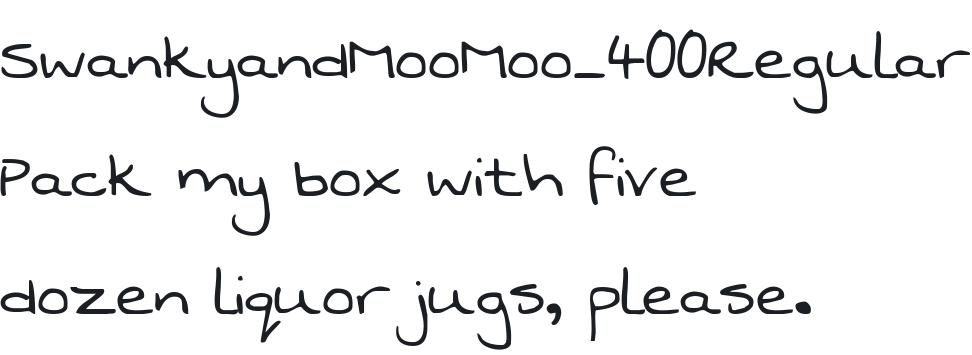 SwankyandMooMoo_400Regular
Pack my box with five
dozen liquor jugs, please.